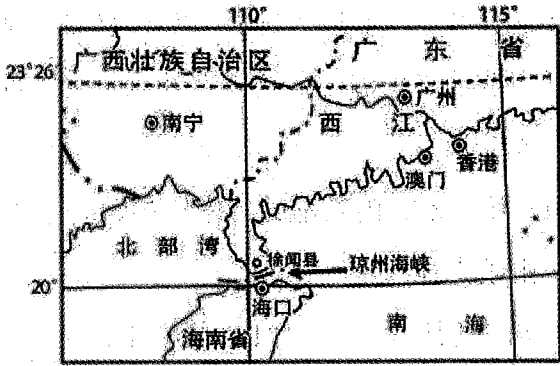 110° 115°
广西壮族自治区 广东省
23°26′
广州
南宁 西江
香港
澳门
北部湾
徐闻县 琼州海峡
20°
海口
海南省 南海